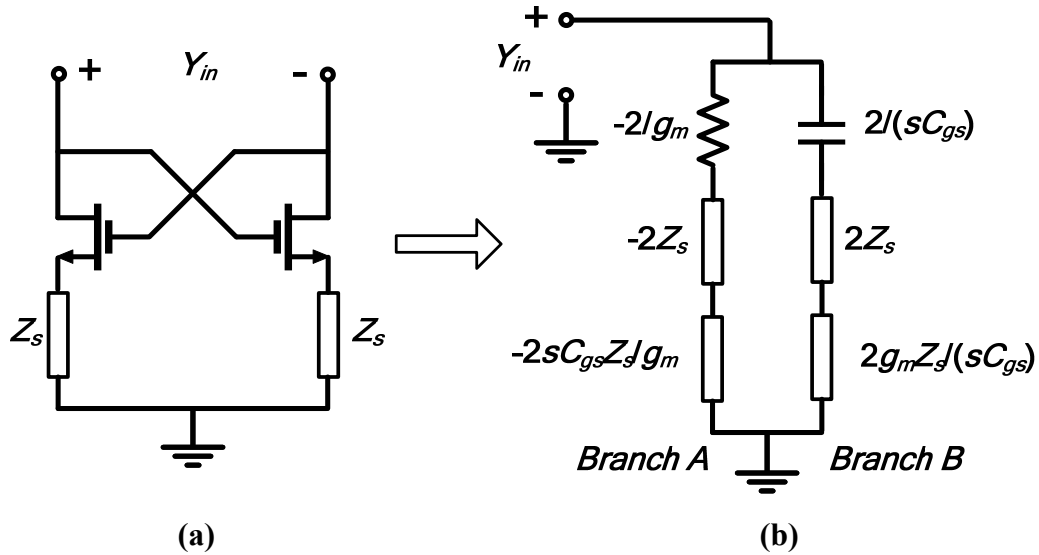 + Y_in -
Z_s Z_s
(a)
+
Y_in
-
-2/g_m 2/(sC_gs)
-2Z_s 2Z_s
-2sC_gsZ_s/g_m 2g_mZ_s/(sC_gs)
Branch A Branch B
(b)